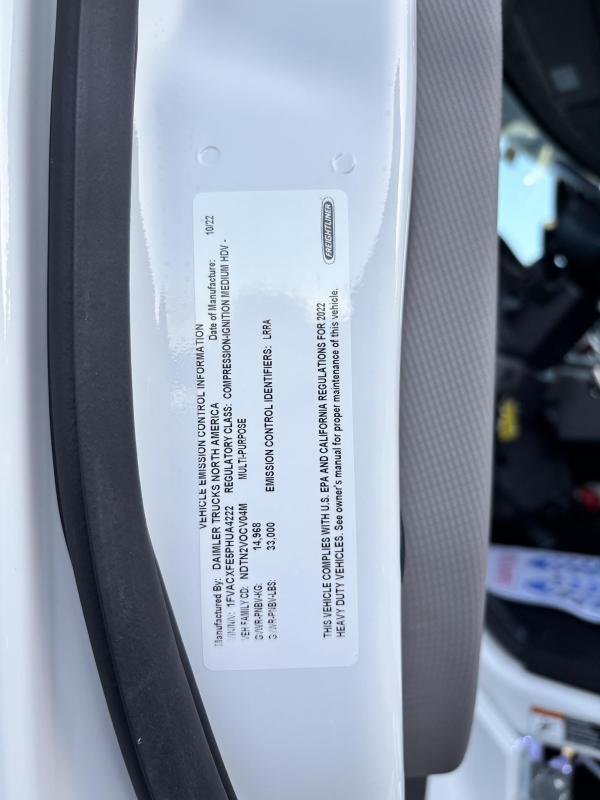 VEHICLE EMISSION CONTROL INFORMATION
Manufactured By: DAIMLER TRUCKS NORTH AMERICA Date of Manufacture: 10/22
1FVACXFE5PHUA4222 REGULATORY CLASS: COMPRESSION-IGNITION MEDIUM HDV -
VEH FAMILY CD: NDTN2VOCV04M MULTI-PURPOSE
GVWR-PNBV-KG: 14,968
GVWR-PNBV-LBS: 33,000 EMISSION CONTROL IDENTIFIERS: LRRA
THIS VEHICLE COMPLIES WITH U.S. EPA AND CALIFORNIA REGULATIONS FOR 2022
HEAVY DUTY VEHICLES. See owner's manual for proper maintenance of this vehicle.
FREIGHTLINER